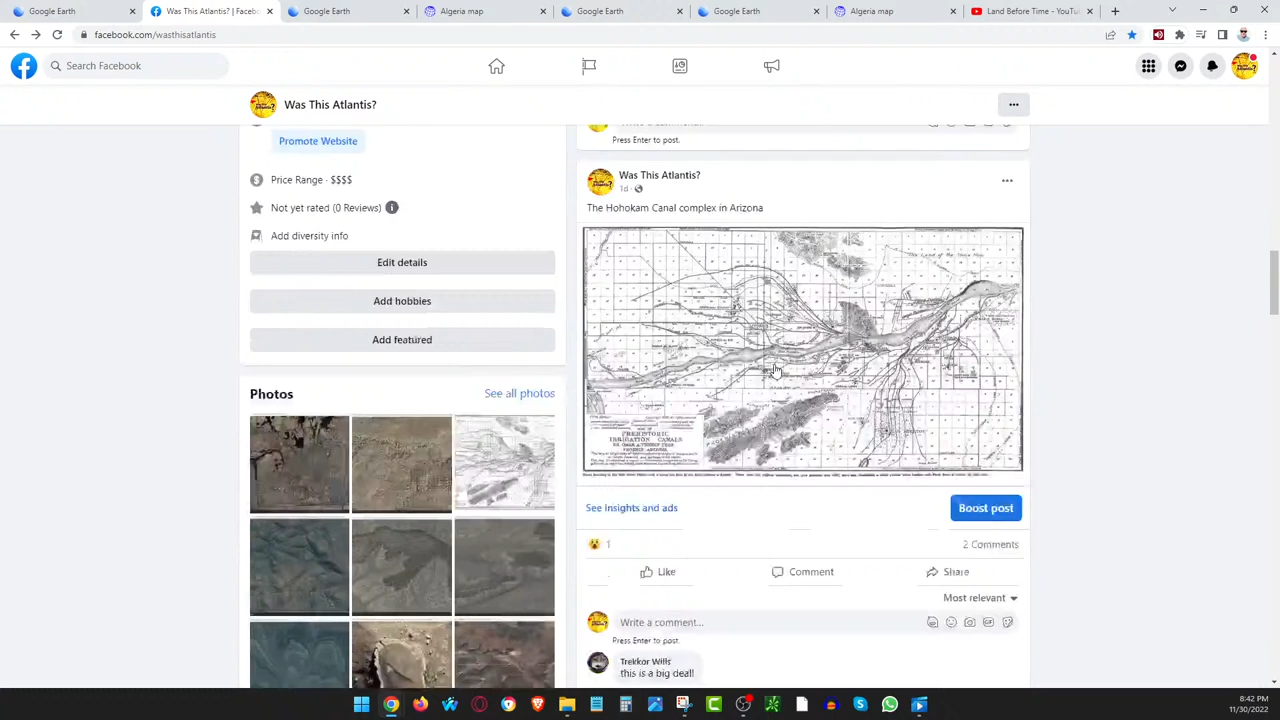 Google Earth
Was This Atlantis? | Facebo
Google Earth
Algeria map
Google Earth
Google Earth
Algeria map
Land Before Time - YouTu
facebook.com/wasthisatlantis
Search Facebook
Was This Atlantis?
Promote Website
Price Range · $$$$
Not yet rated (0 Reviews)
Add diversity info
Edit details
Add hobbies
Add featured
Photos
See all photos
Press Enter to post.
Was This Atlantis?
1d ·
The Hohokam Canal complex in Arizona
PREHISTORIC
IRRIGATION CANALS
See insights and ads
Boost post
1
2 Comments
Like
Comment
Share
Most relevant
Write a comment...
Press Enter to post.
Trekkor Wills
this is a big deal!
8:42 PM
11/30/2022